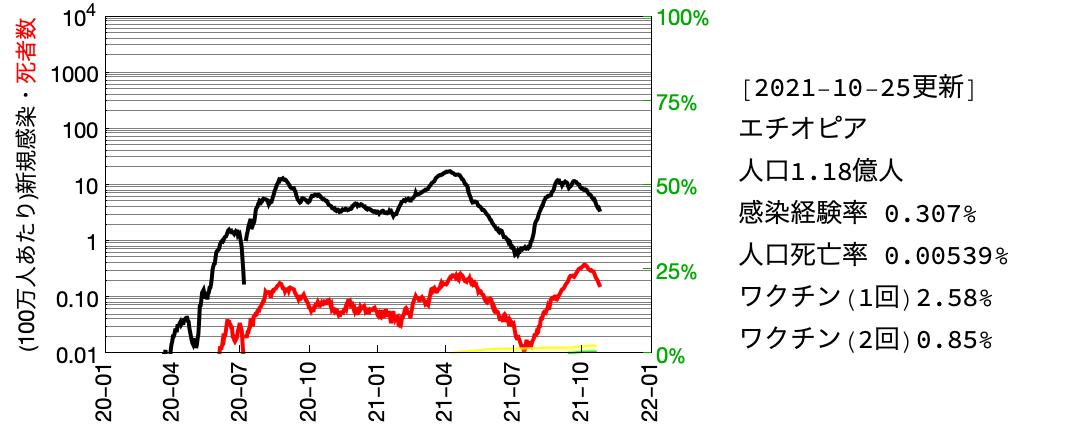 (100万人あたり)新規感染・死者数
10^4
1000
100
10
1
0.10
0.01
100%
75%
50%
25%
0%
20-01
20-04
20-07
20-10
21-01
21-04
21-07
21-10
22-01
[2021-10-25更新]
エチオピア
人口1.18億人
感染経験率 0.307%
人口死亡率 0.00539%
ワクチン(1回)2.58%
ワクチン(2回)0.85%